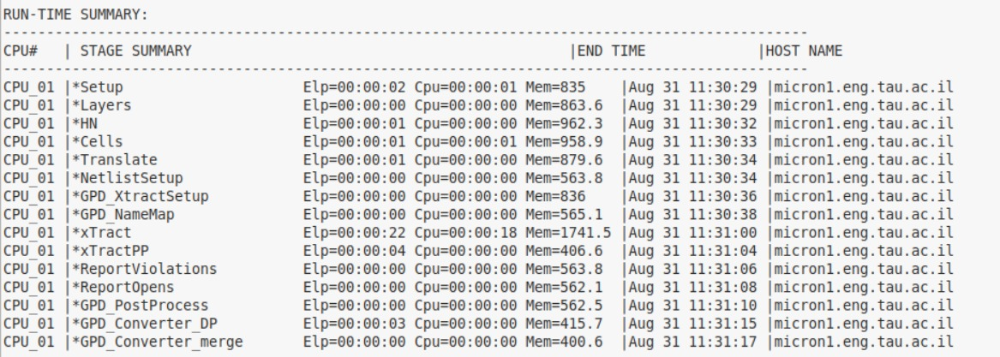 RUN-TIME SUMMARY:
----------------------------------------------------------------------------------------------
CPU#   | STAGE SUMMARY                                            |END TIME             |HOST NAME
----------------------------------------------------------------------------------------------
CPU_01 |*Setup                     Elp=00:00:02 Cpu=00:00:01 Mem=835    |Aug 31 11:30:29 |micron1.eng.tau.ac.il
CPU_01 |*Layers                    Elp=00:00:00 Cpu=00:00:00 Mem=863.6  |Aug 31 11:30:29 |micron1.eng.tau.ac.il
CPU_01 |*HN                        Elp=00:00:01 Cpu=00:00:00 Mem=962.3  |Aug 31 11:30:32 |micron1.eng.tau.ac.il
CPU_01 |*Cells                     Elp=00:00:01 Cpu=00:00:01 Mem=958.9  |Aug 31 11:30:33 |micron1.eng.tau.ac.il
CPU_01 |*Translate                 Elp=00:00:01 Cpu=00:00:00 Mem=879.6  |Aug 31 11:30:34 |micron1.eng.tau.ac.il
CPU_01 |*NetlistSetup              Elp=00:00:00 Cpu=00:00:00 Mem=563.8  |Aug 31 11:30:34 |micron1.eng.tau.ac.il
CPU_01 |*GPD_XtractSetup           Elp=00:00:00 Cpu=00:00:00 Mem=836    |Aug 31 11:30:36 |micron1.eng.tau.ac.il
CPU_01 |*GPD_NameMap               Elp=00:00:00 Cpu=00:00:00 Mem=565.1  |Aug 31 11:30:38 |micron1.eng.tau.ac.il
CPU_01 |*xTract                    Elp=00:00:22 Cpu=00:00:18 Mem=1741.5 |Aug 31 11:31:00 |micron1.eng.tau.ac.il
CPU_01 |*xTractPP                  Elp=00:00:04 Cpu=00:00:00 Mem=406.6  |Aug 31 11:31:04 |micron1.eng.tau.ac.il
CPU_01 |*ReportViolations          Elp=00:00:00 Cpu=00:00:00 Mem=563.8  |Aug 31 11:31:06 |micron1.eng.tau.ac.il
CPU_01 |*ReportOpens               Elp=00:00:00 Cpu=00:00:00 Mem=562.1  |Aug 31 11:31:08 |micron1.eng.tau.ac.il
CPU_01 |*GPD_PostProcess           Elp=00:00:00 Cpu=00:00:00 Mem=562.5  |Aug 31 11:31:10 |micron1.eng.tau.ac.il
CPU_01 |*GPD_Converter_DP          Elp=00:00:03 Cpu=00:00:00 Mem=415.7  |Aug 31 11:31:15 |micron1.eng.tau.ac.il
CPU_01 |*GPD_Converter_merge       Elp=00:00:00 Cpu=00:00:00 Mem=400.6  |Aug 31 11:31:17 |micron1.eng.tau.ac.il